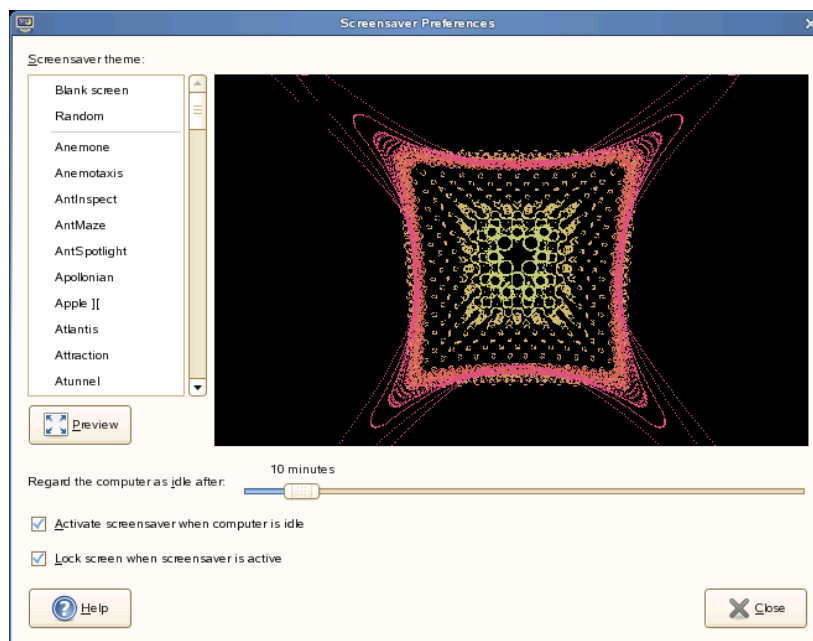 Screensaver Preferences
Screensaver theme:
Blank screen
Random
Anemone
Anemotaxis
AntInspect
AntMaze
AntSpotlight
Apollonian
Apple ][
Atlantis
Attraction
Atunnel
Preview
10 minutes
Regard the computer as idle after:
Activate screensaver when computer is idle
Lock screen when screensaver is active
Help
Close